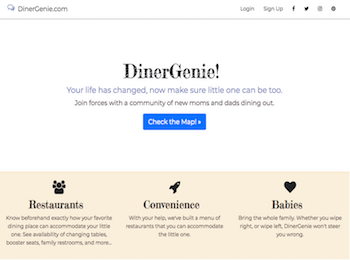 DinerGenie.com Login Sign Up
DinerGenie!
Your life has changed, now make sure little one can be too.
Join forces with a community of new moms and dads dining out.
Check the Map! »
Restaurants
Know beforehand exactly how your favorite
dining place can accommodate your little
one. See availability of changing tables,
booster seats, family restrooms, and more...
Convenience
With your help, we've built a menu of
restaurants that you can accommodate
the little one.
Babies
Bring the whole family. Whether you wipe
right, or wipe left, DinerGenie won't steer
you wrong.